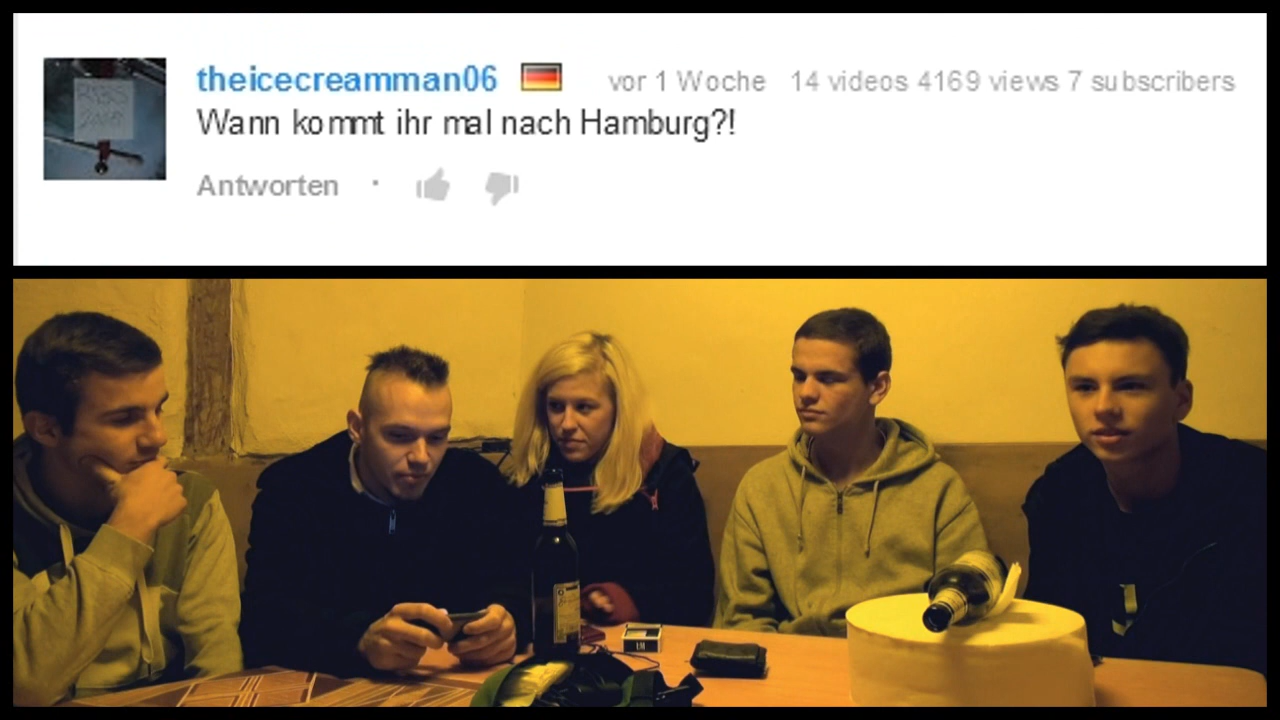 theicecreamman06 vor 1 Woche 14 videos 4169 views 7 subscribers
Wann kommt ihr mal nach Hamburg?!
Antworten ·